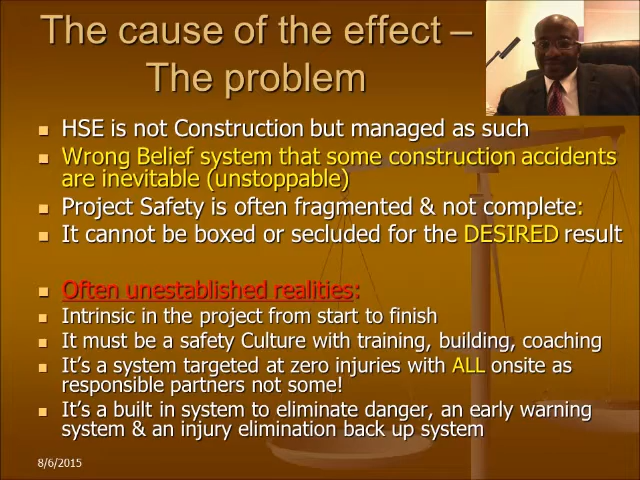 The cause of the effect –
The problem
HSE is not Construction but managed as such
Wrong Belief system that some construction accidents
are inevitable (unstoppable)
Project Safety is often fragmented & not complete:
It cannot be boxed or secluded for the DESIRED result
Often unestablished realities:
Intrinsic in the project from start to finish
It must be a safety Culture with training, building, coaching
It’s a system targeted at zero injuries with ALL onsite as
responsible partners not some!
It’s a built in system to eliminate danger, an early warning
system & an injury elimination back up system
8/6/2015